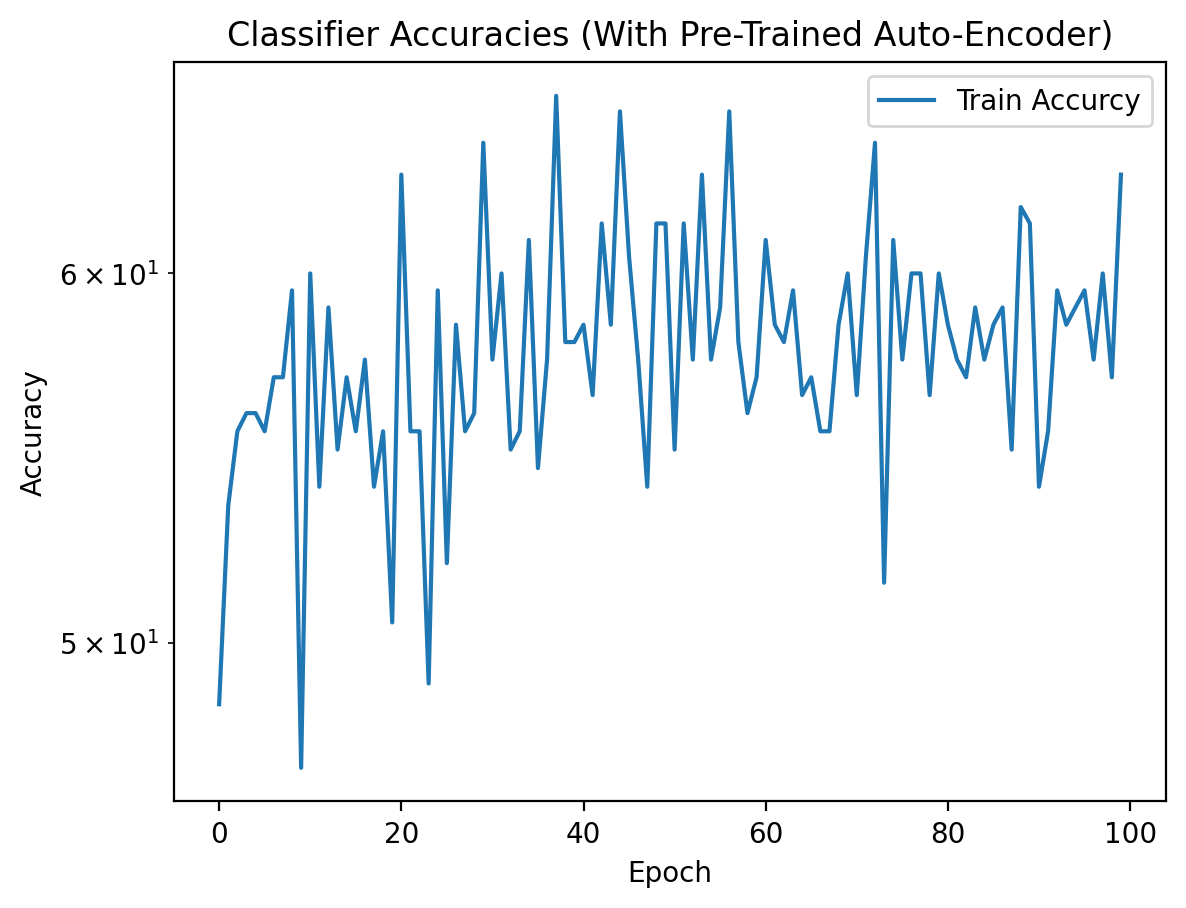 Classifier Accuracies (With Pre-Trained Auto-Encoder)
Train Accurcy
6 × 10¹
5 × 10¹
Accuracy
0 20 40 60 80 100
Epoch